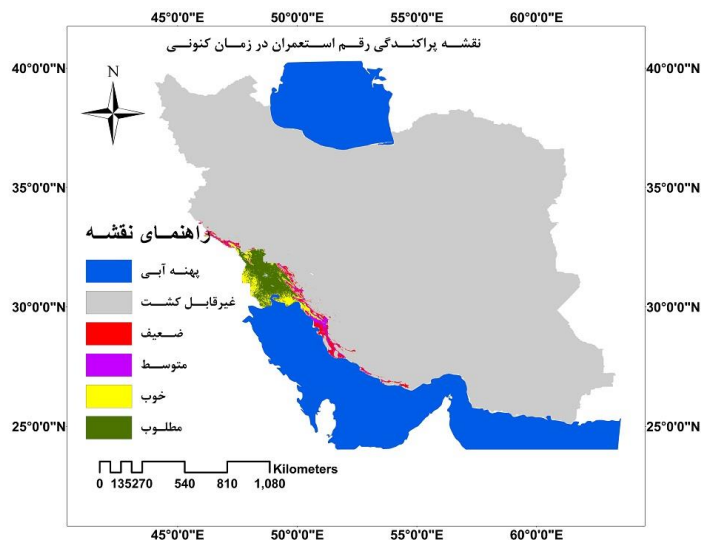 45°0'0"E 50°0'0"E 55°0'0"E 60°0'0"E
نقشه پراکندگی رقم استعمران در زمان کنونی
40°0'0"N 40°0'0"N
N
35°0'0"N 35°0'0"N
راهنمای نقشه
پهنه آبی
30°0'0"N 30°0'0"N
غیرقابل کشت
ضعیف
متوسط
خوب
25°0'0"N 25°0'0"N
مطلوب
Kilometers
0 135270 540 810 1,080
45°0'0"E 50°0'0"E 55°0'0"E 60°0'0"E